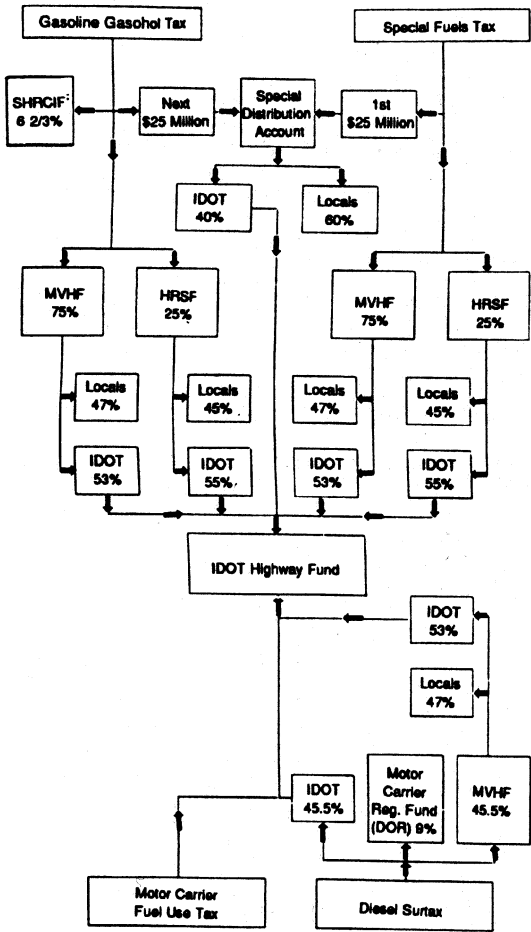 Gasoline Gasohol Tax
Special Fuels Tax
SHRCIF
6 2/3%
Next
$25 Million
Special
Distribution
Account
1st
$25 Million
IDOT
40%
Locals
60%
MVHF
75%
HRSF
25%
MVHF
75%
HRSF
25%
Locals
47%
Locals
45%
Locals
47%
Locals
45%
IDOT
53%
IDOT
55%
IDOT
53%
IDOT
55%
IDOT Highway Fund
IDOT
53%
Locals
47%
IDOT
45.5%
Motor
Carrier
Reg. Fund
(DOR) 9%
MVHF
45.5%
Motor Carrier
Fuel Use Tax
Diesel Surtax